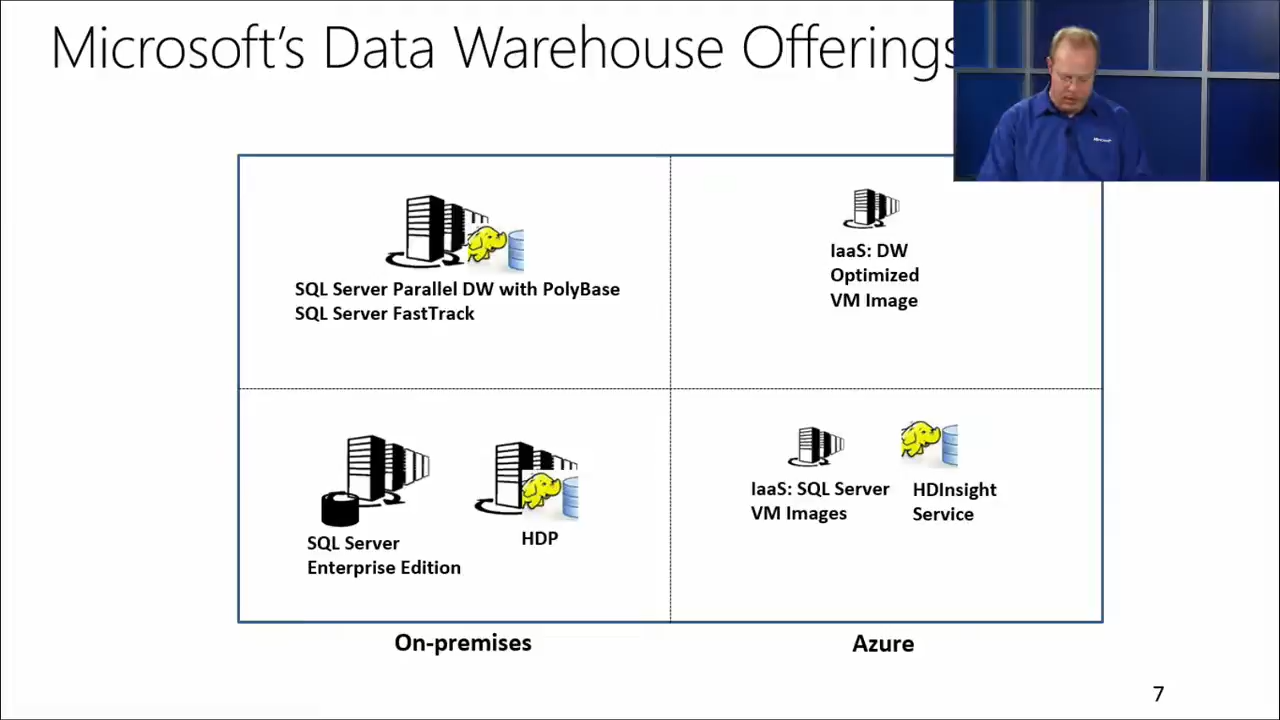 Microsoft's Data Warehouse Offerings
SQL Server Parallel DW with PolyBase
SQL Server FastTrack
IaaS: DW
Optimized
VM Image
SQL Server
Enterprise Edition
HDP
IaaS: SQL Server
VM Images
HDInsight
Service
On-premises
Azure
7